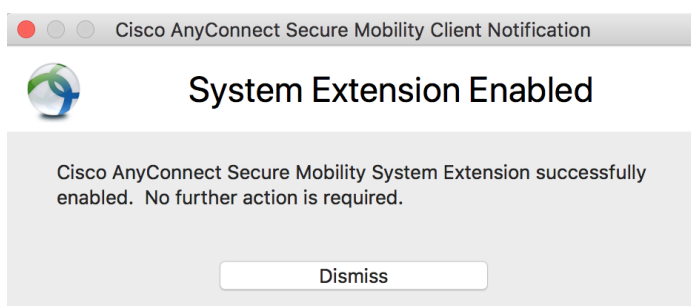 Cisco AnyConnect Secure Mobility Client Notification
System Extension Enabled
Cisco AnyConnect Secure Mobility System Extension successfully
enabled.  No further action is required.
Dismiss